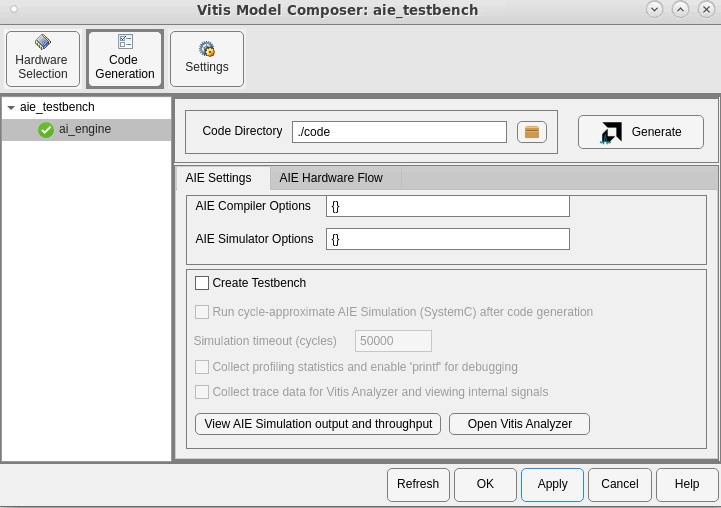 Vitis Model Composer: aie_testbench
Hardware
Selection
Code
Generation
Settings
aie_testbench
ai_engine
Code Directory ./code
Generate
AIE Settings AIE Hardware Flow
AIE Compiler Options {}
AIE Simulator Options {}
Create Testbench
Run cycle-approximate AIE Simulation (SystemC) after code generation
Simulation timeout (cycles) 50000
Collect profiling statistics and enable 'printf' for debugging
Collect trace data for Vitis Analyzer and viewing internal signals
View AIE Simulation output and throughput Open Vitis Analyzer
Refresh OK Apply Cancel Help